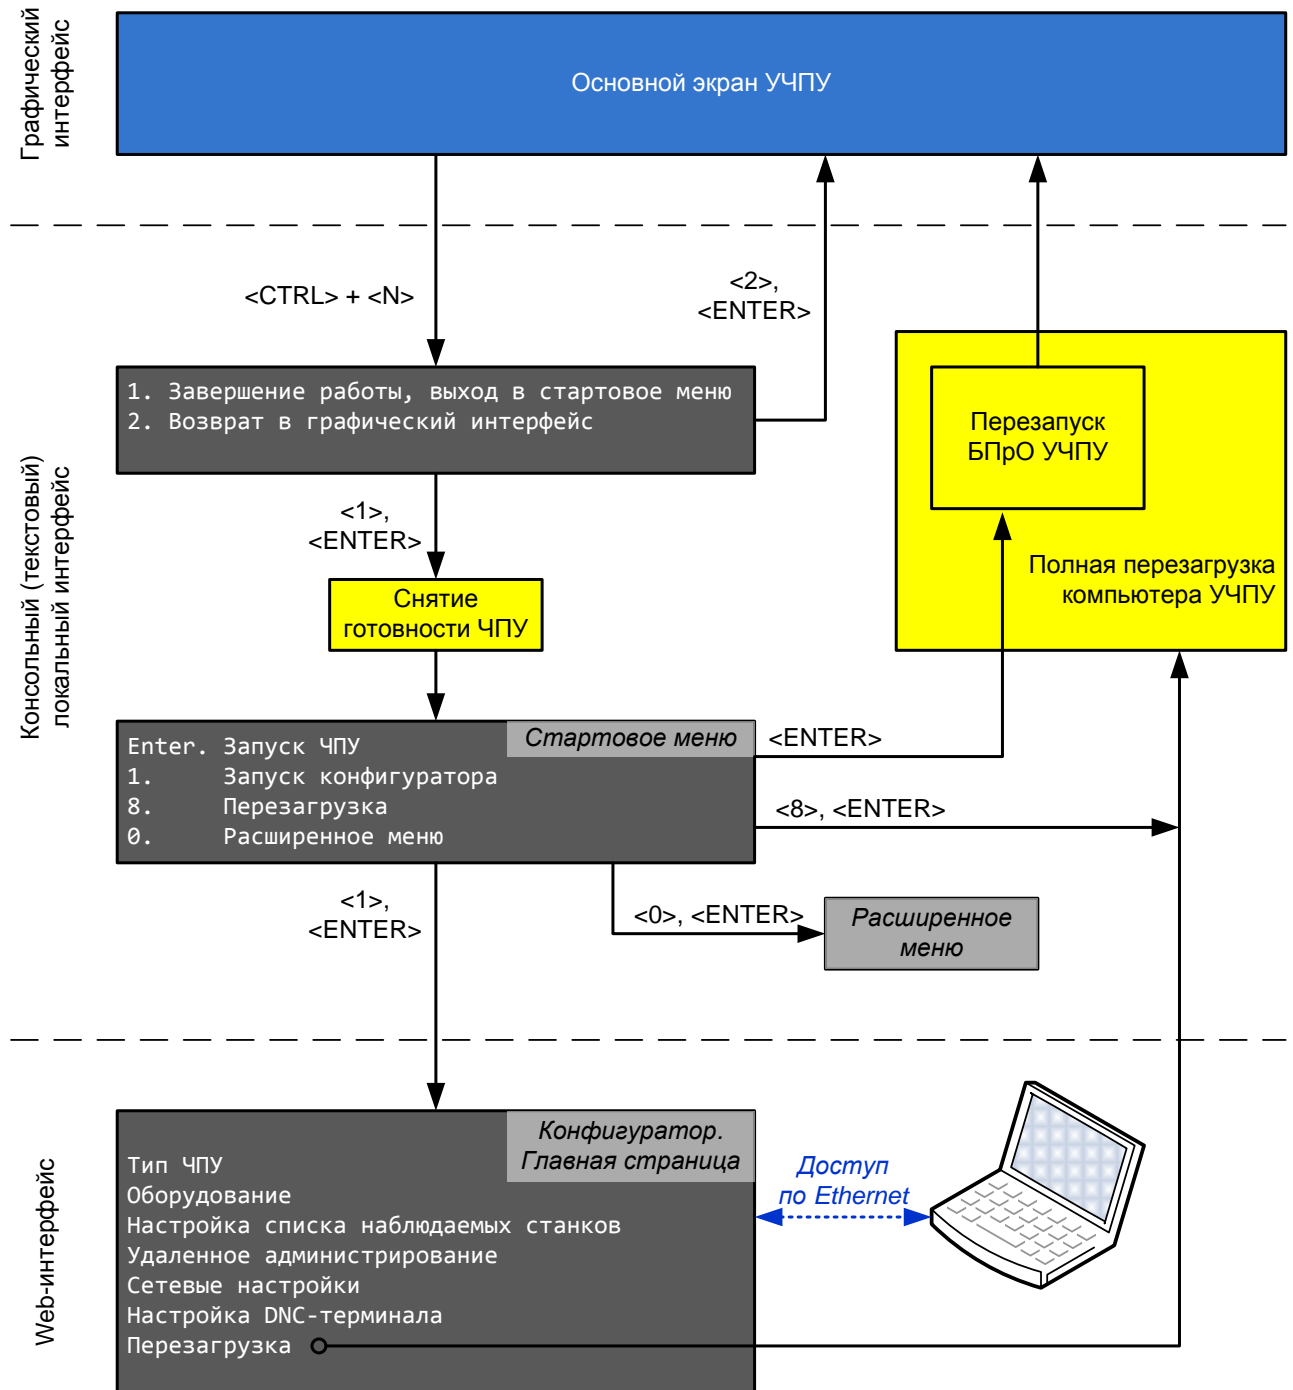 Графический
интерфейс
Основной экран УЧПУ
<CTRL> + <N>
<2>,
<ENTER>
Консольный (текстовый)
локальный интерфейс
1. Завершение работы, выход в стартовое меню
2. Возврат в графический интерфейс
Перезапуск
БПрО УЧПУ
Полная перезагрузка
компьютера УЧПУ
<1>,
<ENTER>
Снятие
готовности ЧПУ
Стартовое меню
Enter. Запуск ЧПУ
1. Запуск конфигуратора
8. Перезагрузка
0. Расширенное меню
<ENTER>
<8>, <ENTER>
<1>,
<ENTER>
<0>, <ENTER>
Расширенное
меню
Web-интерфейс
Конфигуратор.
Главная страница
Тип ЧПУ
Оборудование
Настройка списка наблюдаемых станков
Удаленное администрирование
Сетевые настройки
Настройка DNC-терминала
Перезагрузка
Доступ
по Ethernet